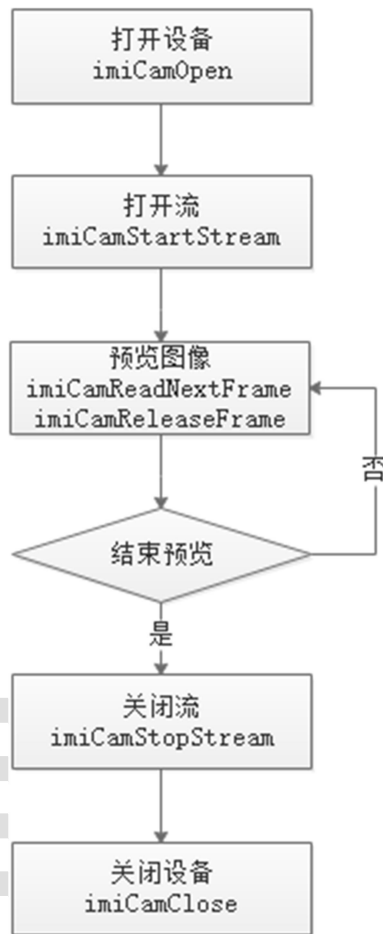 打开设备
imiCamOpen
打开流
imiCamStartStream
预览图像
imiCamReadNextFrame
imiCamReleaseFrame
否
结束预览
是
关闭流
imiCamStopStream
关闭设备
imiCamClose